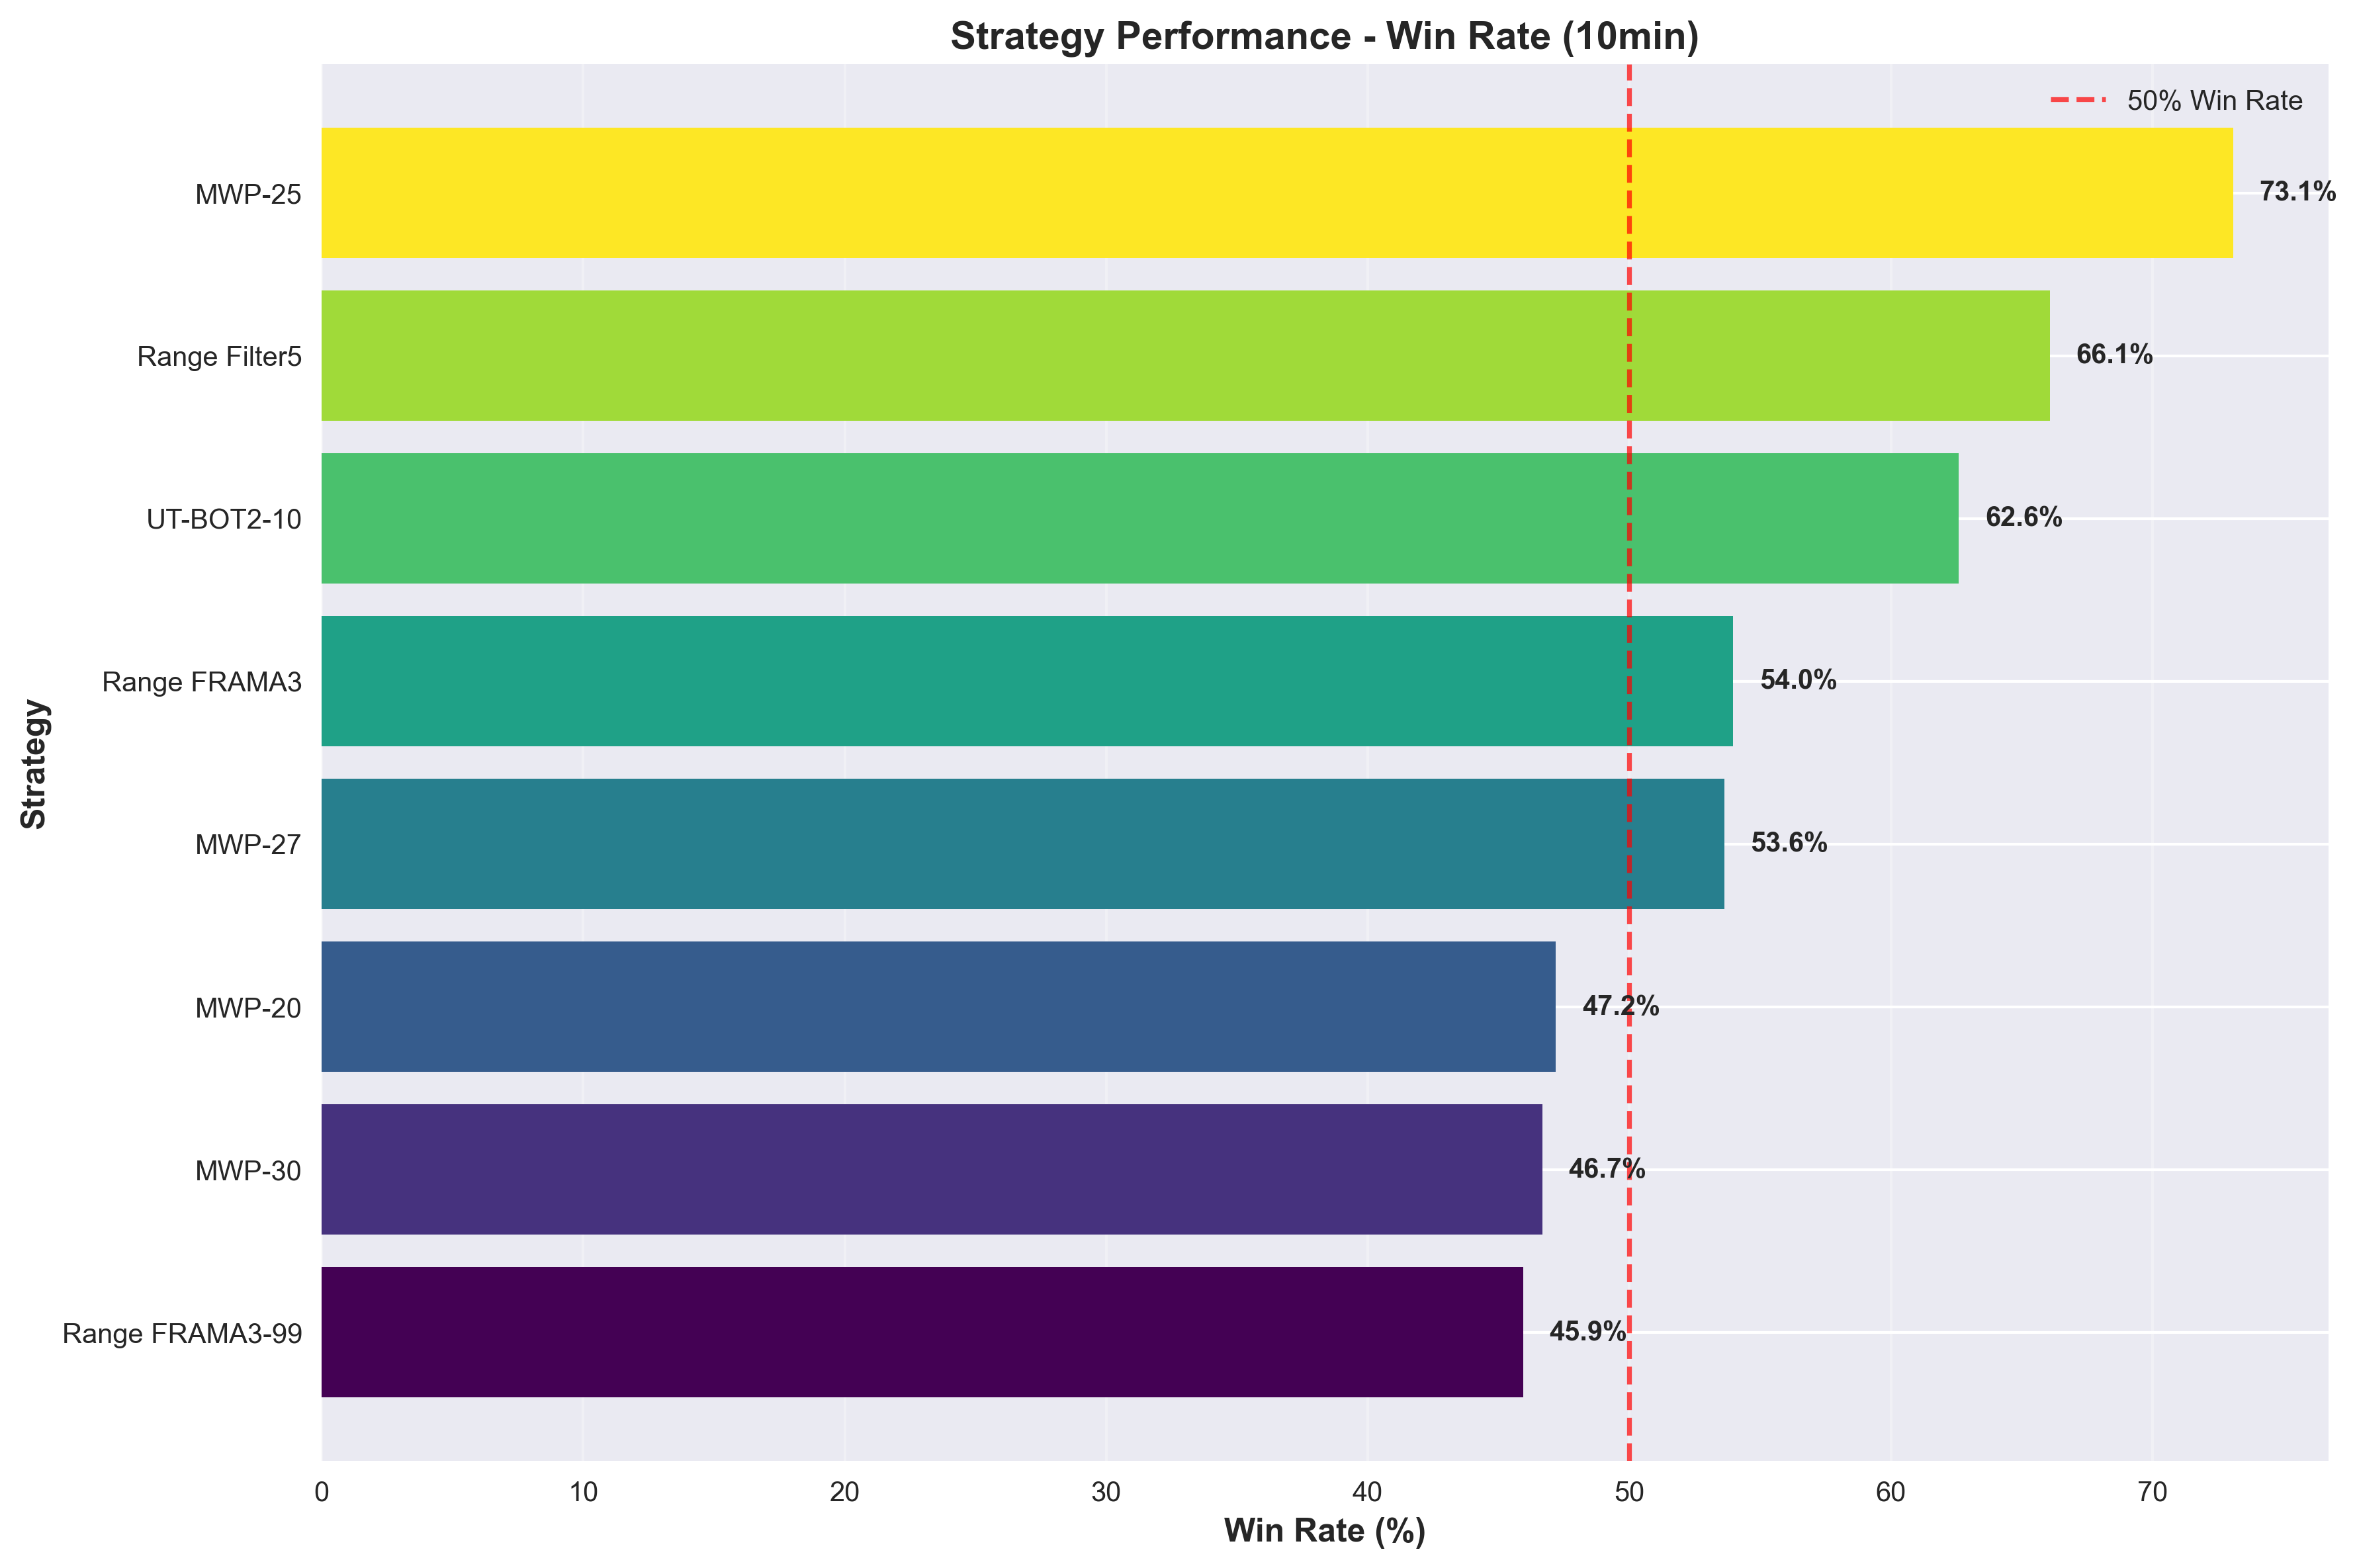 Strategy Performance - Win Rate (10min)
50% Win Rate
MWP-25
73.1%
Range Filter5
66.1%
UT-BOT2-10
62.6%
Range FRAMA3
54.0%
MWP-27
53.6%
MWP-20
47.2%
MWP-30
46.7%
Range FRAMA3-99
45.9%
Strategy
0 10 20 30 40 50 60 70
Win Rate (%)